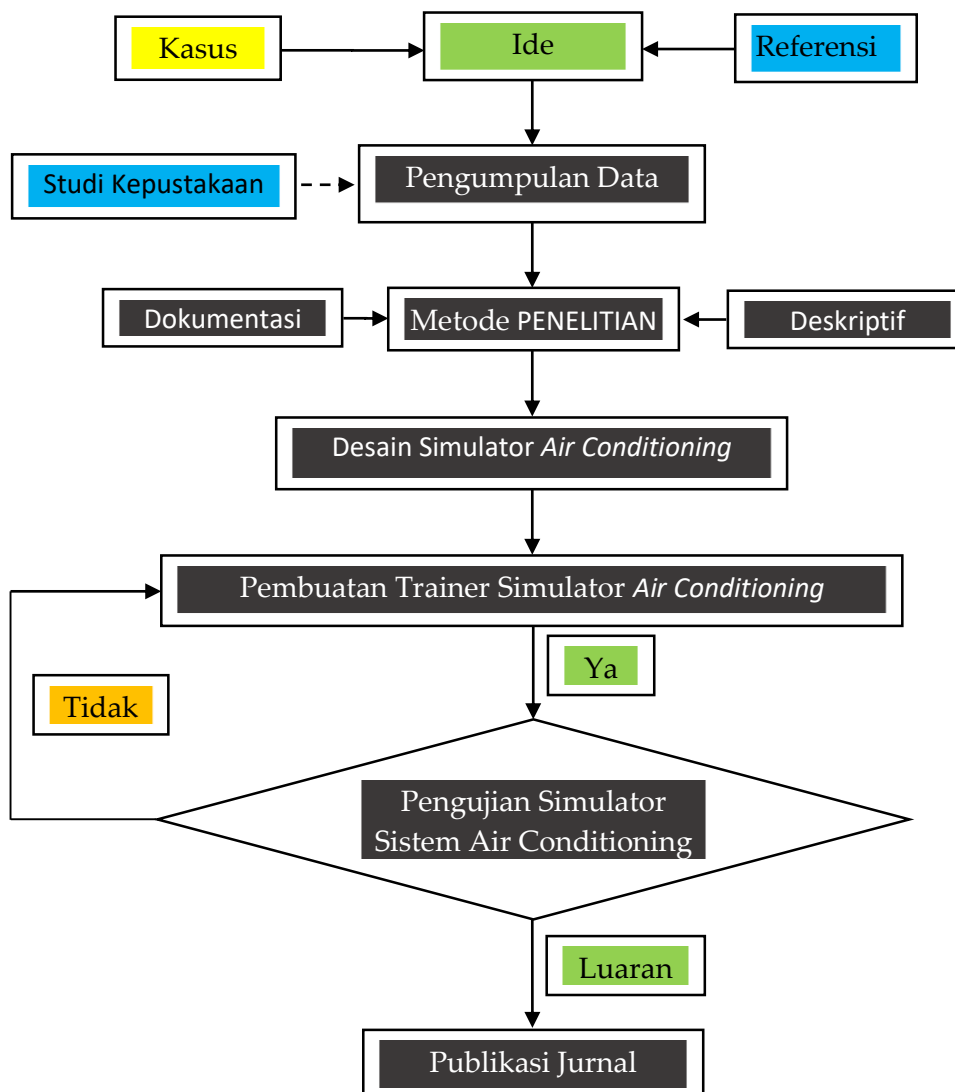 Kasus
Ide
Referensi
Studi Kepustakaan
Pengumpulan Data
Dokumentasi
Metode PENELITIAN
Deskriptif
Desain Simulator Air Conditioning
Pembuatan Trainer Simulator Air Conditioning
Ya
Tidak
Pengujian Simulator
Sistem Air Conditioning
Luaran
Publikasi Jurnal